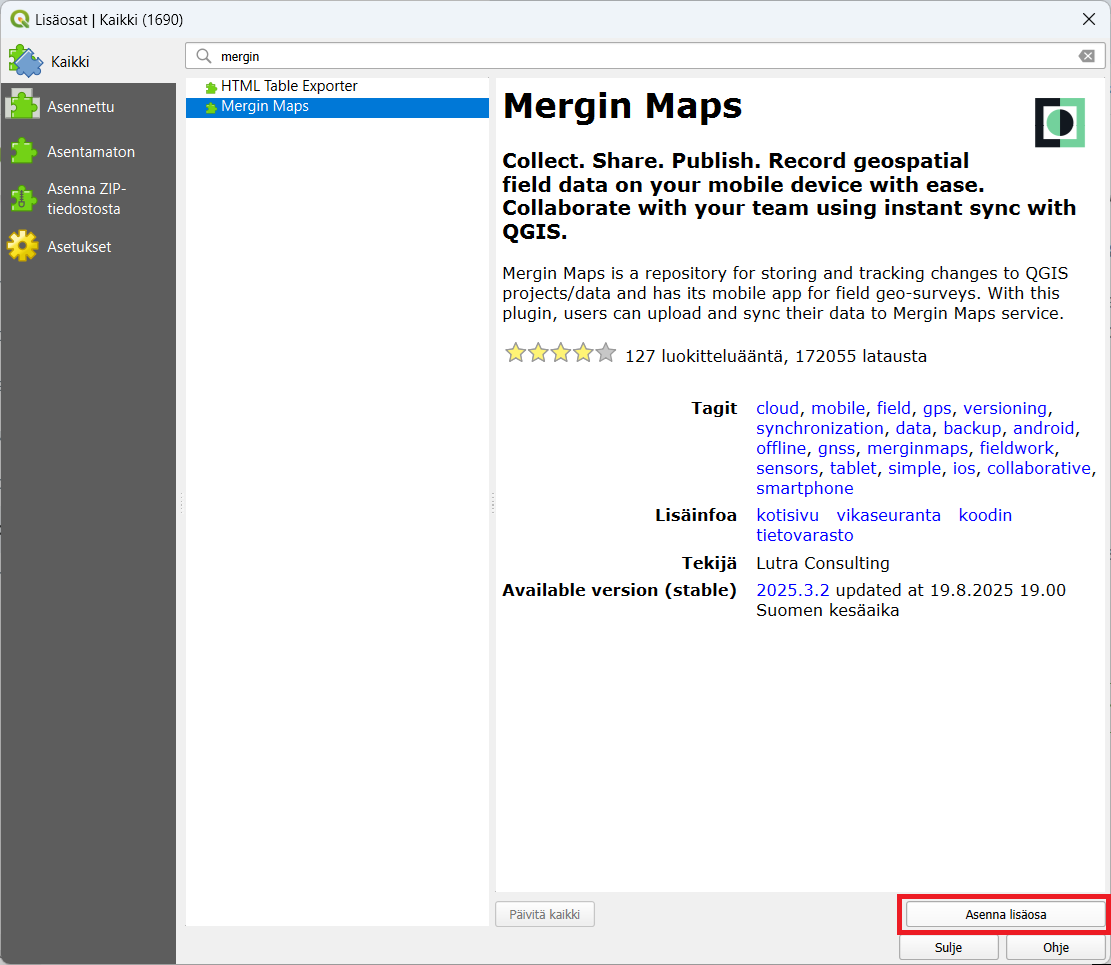 Lisäosat | Kaikki (1690)
Kaikki
Asennettu
Asentamaton
Asenna ZIP-
tiedostosta
Asetukset
mergin
HTML Table Exporter
Mergin Maps
Mergin Maps
Collect. Share. Publish. Record geospatial
field data on your mobile device with ease.
Collaborate with your team using instant sync with
QGIS.
Mergin Maps is a repository for storing and tracking changes to QGIS
projects/data and has its mobile app for field geo-surveys. With this
plugin, users can upload and sync their data to Mergin Maps service.
127 luokitteluääntä, 172055 latausta
Tagit cloud, mobile, field, gps, versioning,
synchronization, data, backup, android,
offline, gnss, merginmaps, fieldwork,
sensors, tablet, simple, ios, collaborative,
smartphone
Lisäinfoa kotisivu vikaseuranta koodin
tietovarasto
Tekijä Lutra Consulting
Available version (stable) 2025.3.2 updated at 19.8.2025 19.00
Suomen kesäaika
Päivitä kaikki
Asenna lisäosa
Sulje
Ohje